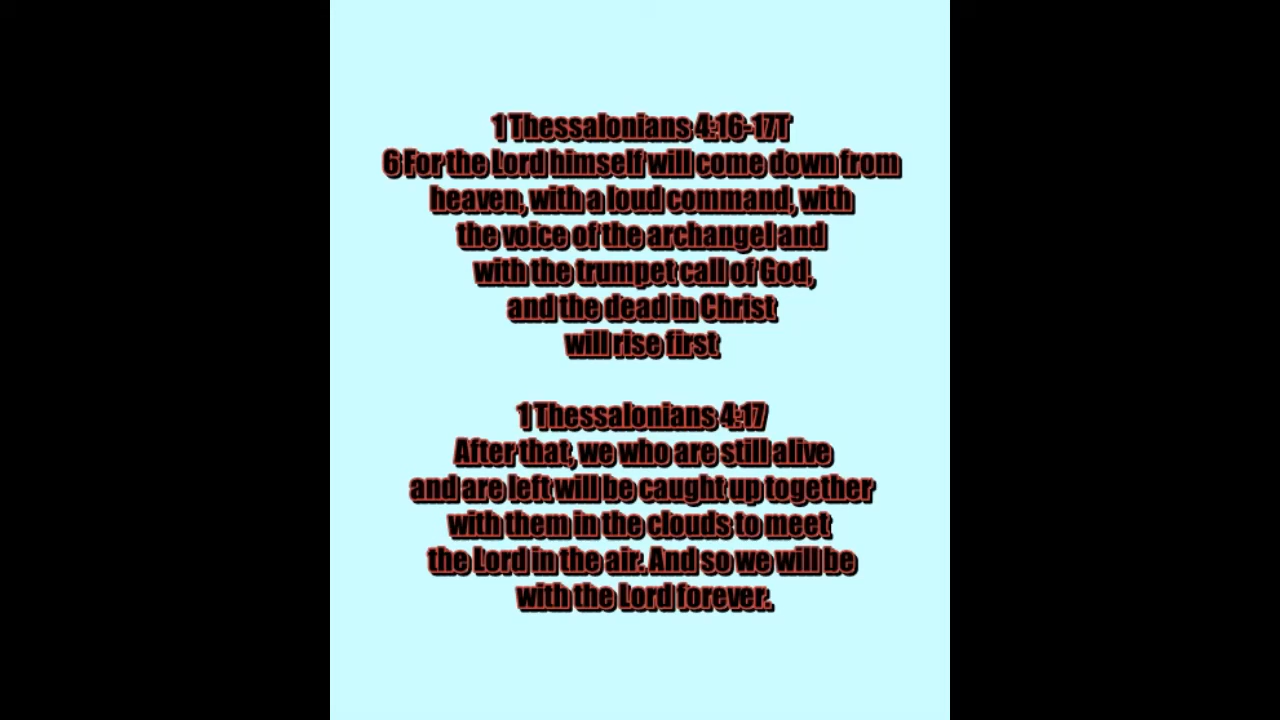 1 Thessalonians 4:16-17T
6 For the Lord himself will come down from
heaven, with a loud command, with
the voice of the archangel and
with the trumpet call of God,
and the dead in Christ
will rise first
1 Thessalonians 4:17
After that, we who are still alive
and are left will be caught up together
with them in the clouds to meet
the Lord in the air. And so we will be
with the Lord forever.